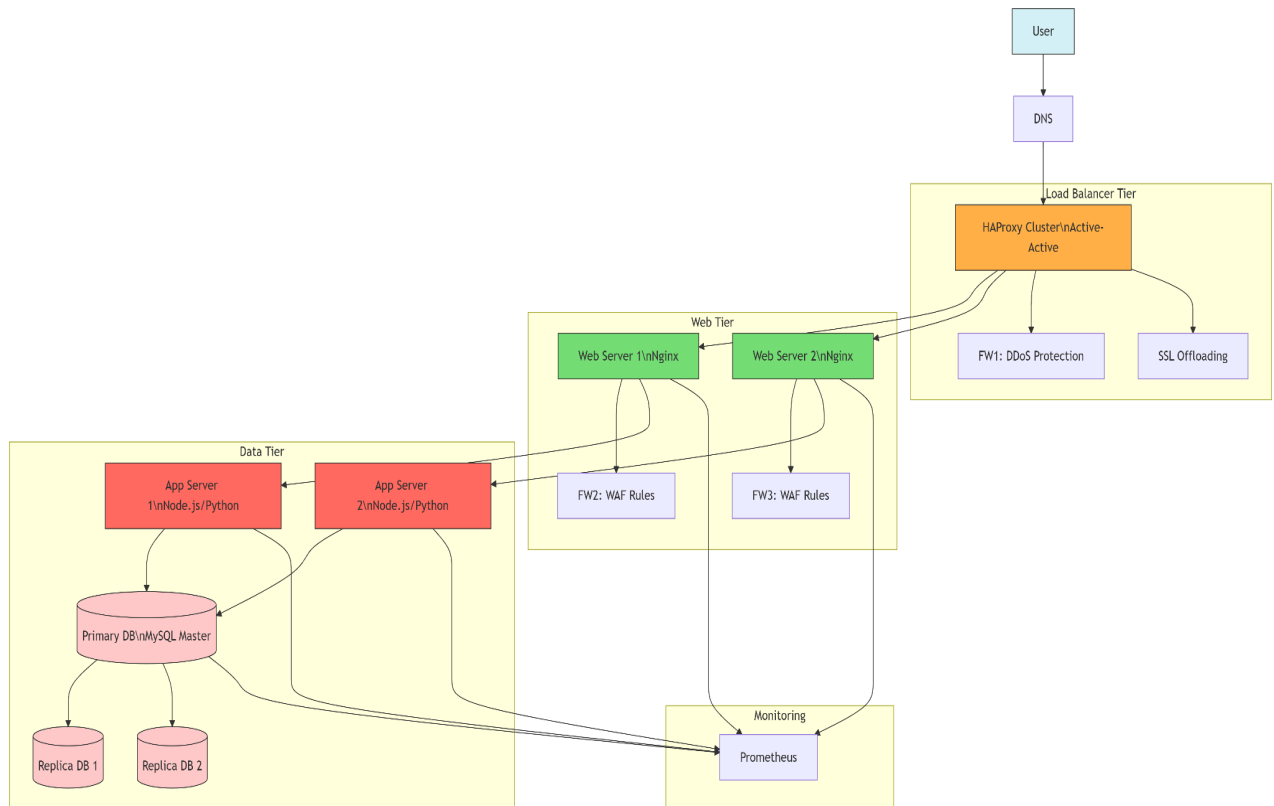 User
DNS
Load Balancer Tier
HAProxy Cluster\nActive-
Active
FW1: DDoS Protection
SSL Offloading
Web Tier
Web Server 1\nNginx
Web Server 2\nNginx
FW2: WAF Rules
FW3: WAF Rules
Data Tier
App Server
1\nNode.js/Python
App Server
2\nNode.js/Python
Primary DB\nMySQL Master
Replica DB 1
Replica DB 2
Monitoring
Prometheus